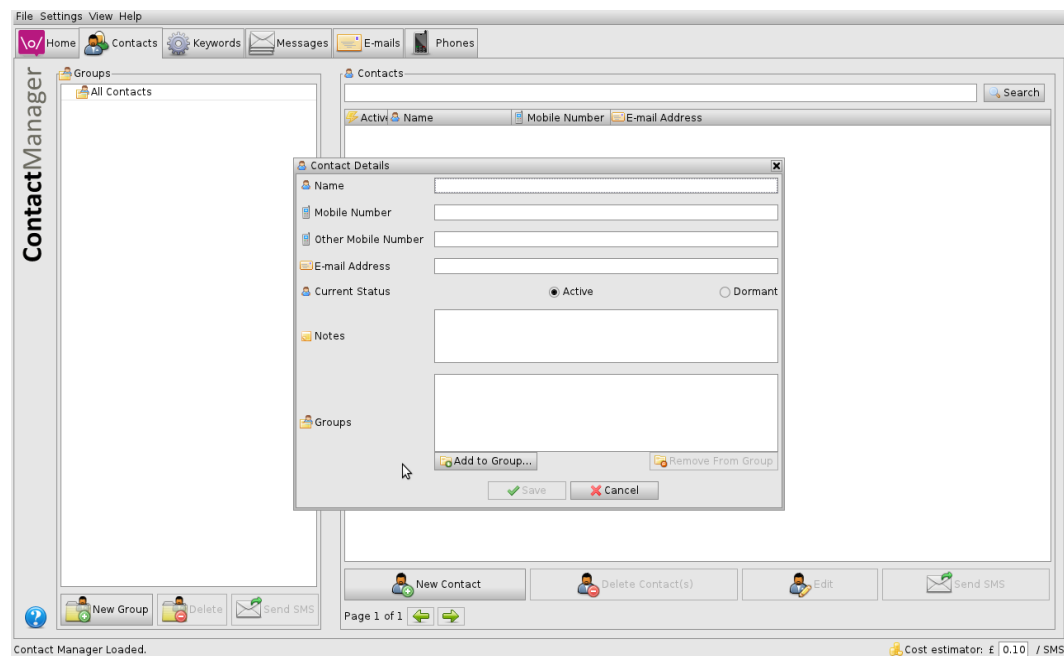 File Settings View Help
\o/ Home Contacts Keywords Messages E-mails Phones
ContactManager
Groups
All Contacts
Contacts
Search
Active Name Mobile Number E-mail Address
Contact Details
Name
Mobile Number
Other Mobile Number
E-mail Address
Current Status Active Dormant
Notes
Groups
Add to Group... Remove From Group
Save Cancel
New Contact Delete Contact(s) Edit Send SMS
New Group Delete Send SMS
Page 1 of 1
Contact Manager Loaded. Cost estimator: £ 0.10 / SMS